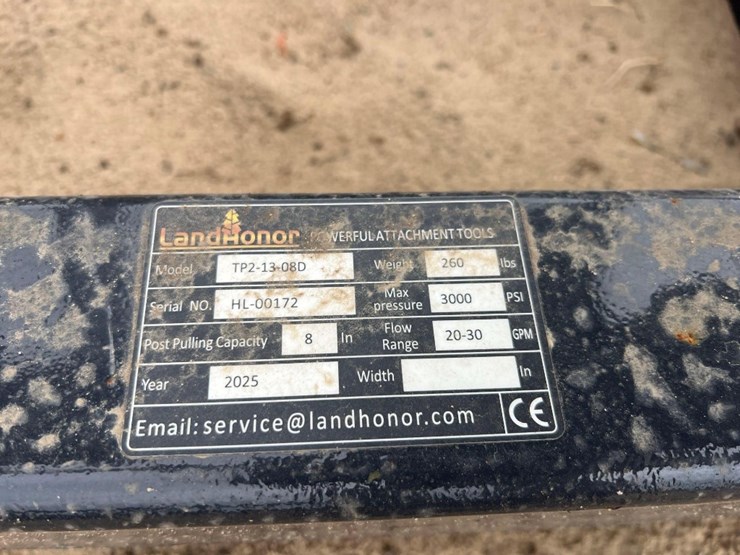 LandHonor POWERFUL ATTACHMENT TOOLS
Model TP2-13-08D Weight 260 lbs
Serial NO. HL-00172 Max pressure 3000 PSI
Post Pulling Capacity 8 In Flow Range 20-30 GPM
Year 2025 Width In
Email: service@landhonor.com CE